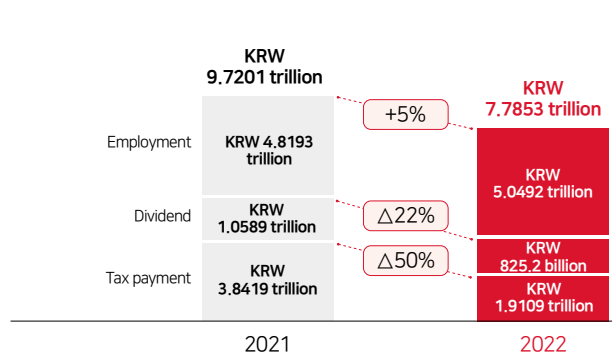 KRW
9.7201 trillion
KRW
7.7853 trillion
+5%
Employment
KRW 4.8193
trillion
KRW
5.0492 trillion
Dividend
KRW
1.0589 trillion
△22%
KRW
825.2 billion
Tax payment
KRW
3.8419 trillion
△50%
KRW
1.9109 trillion
2021
2022